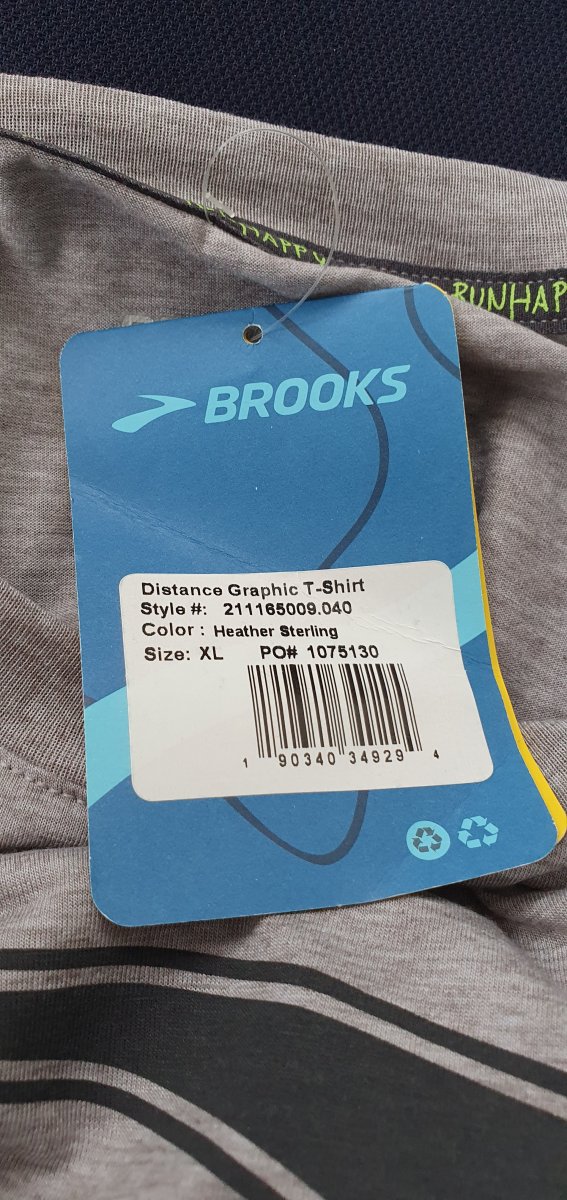 HAPPY
RUNHAP
BROOKS
Distance Graphic T-Shirt
Style #: 211165009.040
Color : Heather Sterling
Size: XL PO# 1075130
1 90340 34929 4